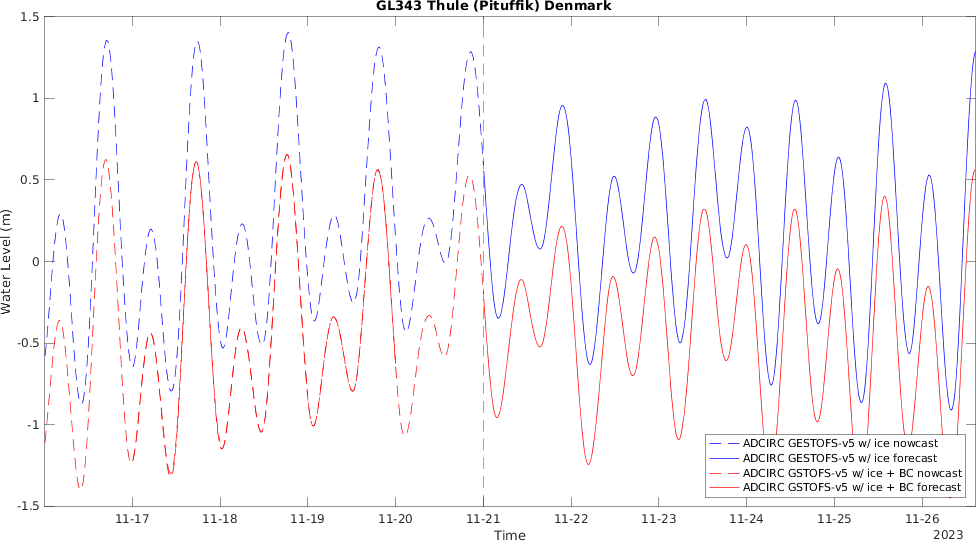 GL343 Thule (Pituffik) Denmark
1.5
1
0.5
0
-0.5
-1
-1.5
Water Level (m)
11-17 11-18 11-19 11-20 11-21 11-22 11-23 11-24 11-25 11-26
Time
2023
ADCIRC GESTOFS-v5 w/ ice nowcast
ADCIRC GESTOFS-v5 w/ ice forecast
ADCIRC GSTOFS-v5 w/ ice + BC nowcast
ADCIRC GSTOFS-v5 w/ ice + BC forecast